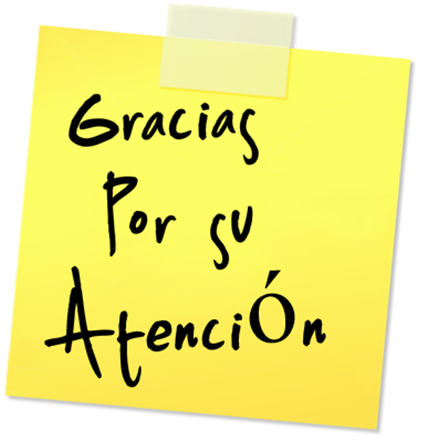 Gracias
Por su
AtenciÓn